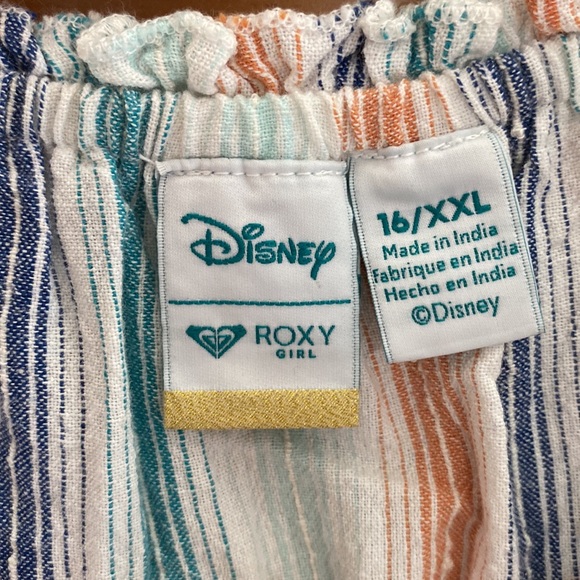 Disney
ROXY
GIRL
16/XXL
Made in India
Fabrique en India
Hecho en India
©Disney